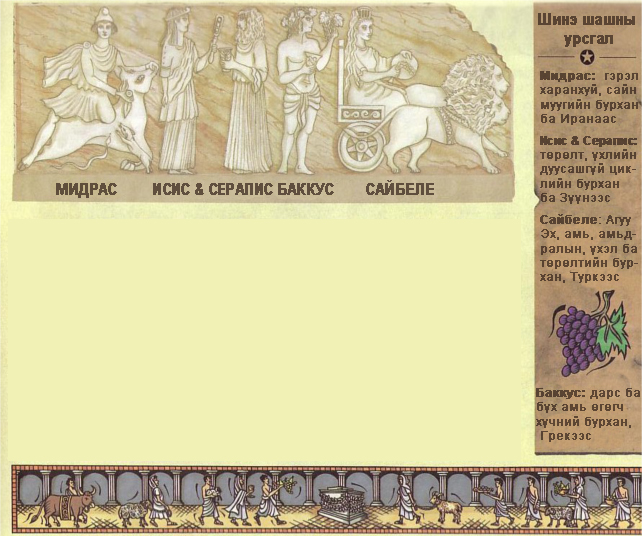 МИДРАС ИСИС & СЕРАПИС БАККУС САЙБЕЛЕ
Шинэ шашны
урсгал
Мидрас: гэрэл
харанхуй, сайн
муугийн бурхан
ба Иранаас
Исис & Серапис:
төрөлт, үхлийн
дуусашгүй цик-
лийн бурхан
ба Зүүнээс
Сайбеле: Агуу
Эх, амь, амьд-
ралын, үхэл ба
төрөлтийн бур-
хан, Туркээс
Баккус: дарс ба
бүх амь өгөгч
хүчний бурхан,
Грекээс